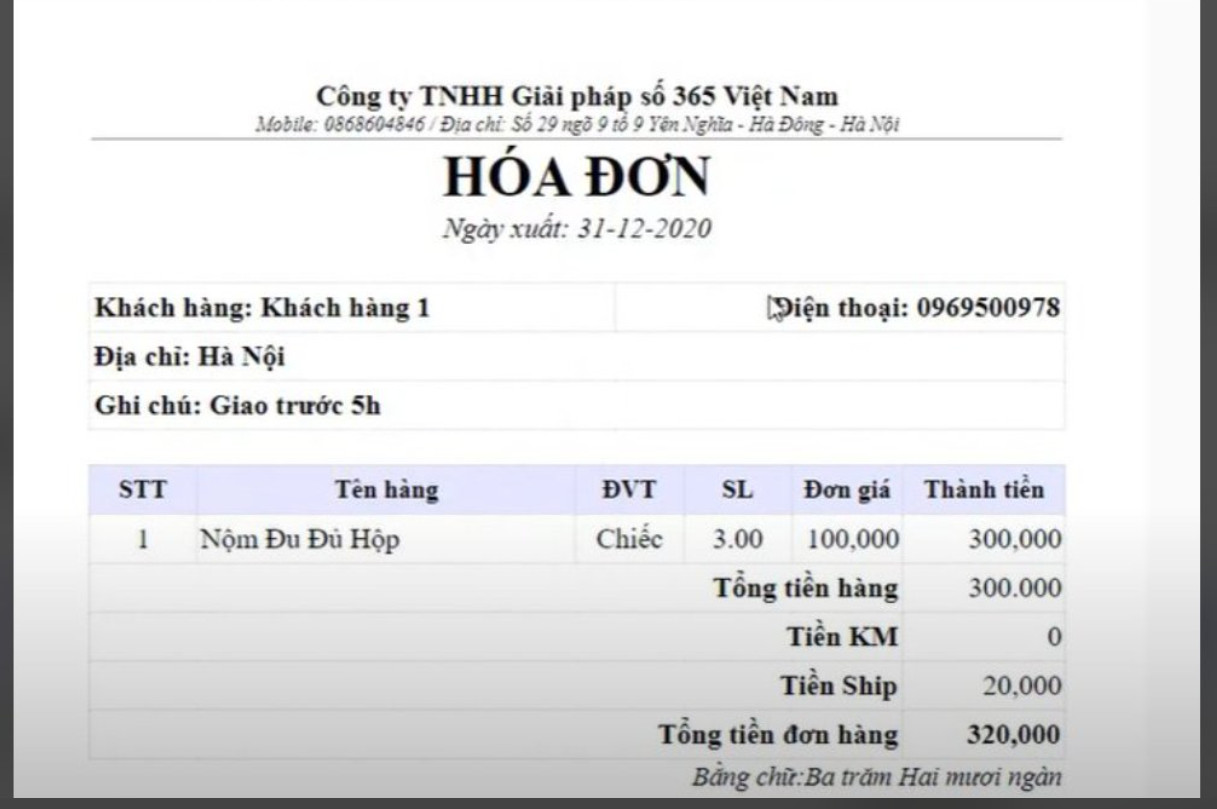 Công ty TNHH Giải pháp số 365 Việt Nam
Mobile: 0868604846 / Địa chỉ: Số 29 ngõ 9 tổ 9 Yên Nghĩa - Hà Đông - Hà Nội
HÓA ĐƠN
Ngày xuất: 31-12-2020
Khách hàng: Khách hàng 1 Điện thoại: 0969500978
Địa chỉ: Hà Nội
Ghi chú: Giao trước 5h
STT Tên hàng ĐVT SL Đơn giá Thành tiền
1 Nộm Đu Đủ Hộp Chiếc 3.00 100,000 300,000
Tổng tiền hàng 300.000
Tiền KM 0
Tiền Ship 20,000
Tổng tiền đơn hàng 320,000
Bằng chữ:Ba trăm Hai mươi ngàn